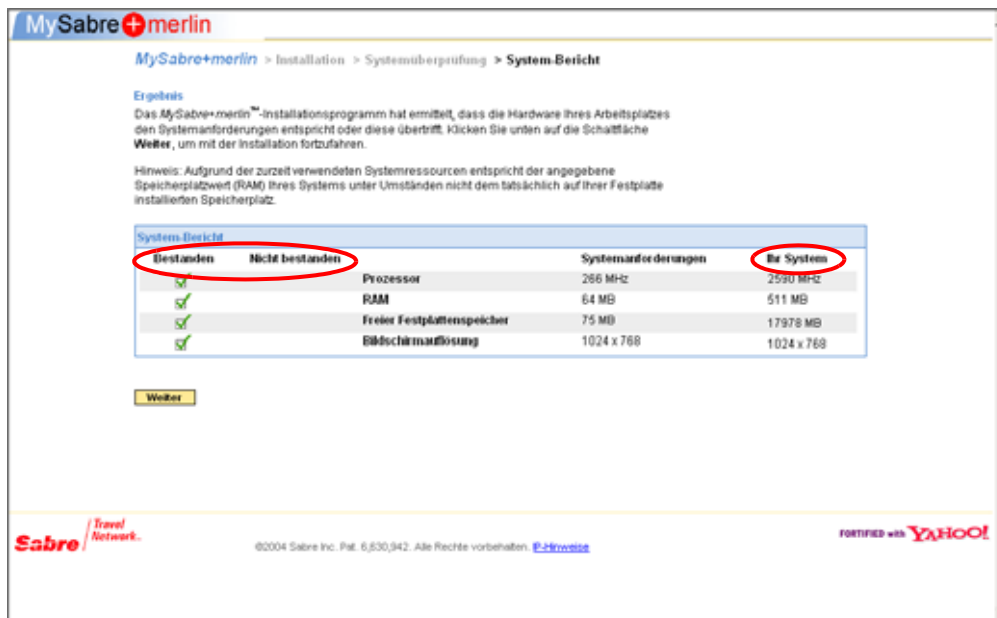 MySabre+merlin
MySabre+merlin > Installation > Systemüberprüfung > System-Bericht
Ergebnis
Das MySabre+merlin™-Installationsprogramm hat ermittelt, dass die Hardware Ihres Arbeitsplatzes
den Systemanforderungen entspricht oder diese übertrifft. Klicken Sie unten auf die Schaltfläche
Weiter, um mit der Installation fortzufahren.
Hinweis: Aufgrund der zurzeit verwendeten Systemressourcen entspricht der angegebene
Speicherplatzwert (RAM) Ihres Systems unter Umständen nicht dem tatsächlich auf Ihrer Festplatte
installierten Speicherplatz.
System-Bericht
Bestanden Nicht bestanden Systemanforderungen Ihr System
Prozessor 266 MHz 2590 MHz
RAM 64 MB 511 MB
Freier Festplattenspeicher 75 MB 17978 MB
Bildschirmauflösung 1024 x 768 1024 x 768
Weiter
Sabre Travel Network.
©2004 Sabre Inc. Pat. 6,630,942. Alle Rechte vorbehalten. IP-Hinweise
FORTIFIED with YAHOO!